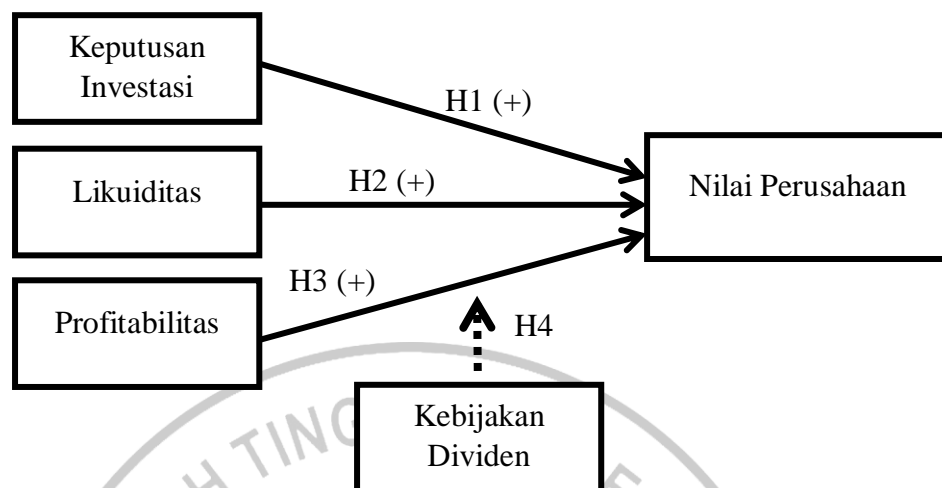 Keputusan
Investasi
H1 (+)
Likuiditas
H2 (+)
Nilai Perusahaan
Profitabilitas
H3 (+)
H4
Kebijakan
Dividen